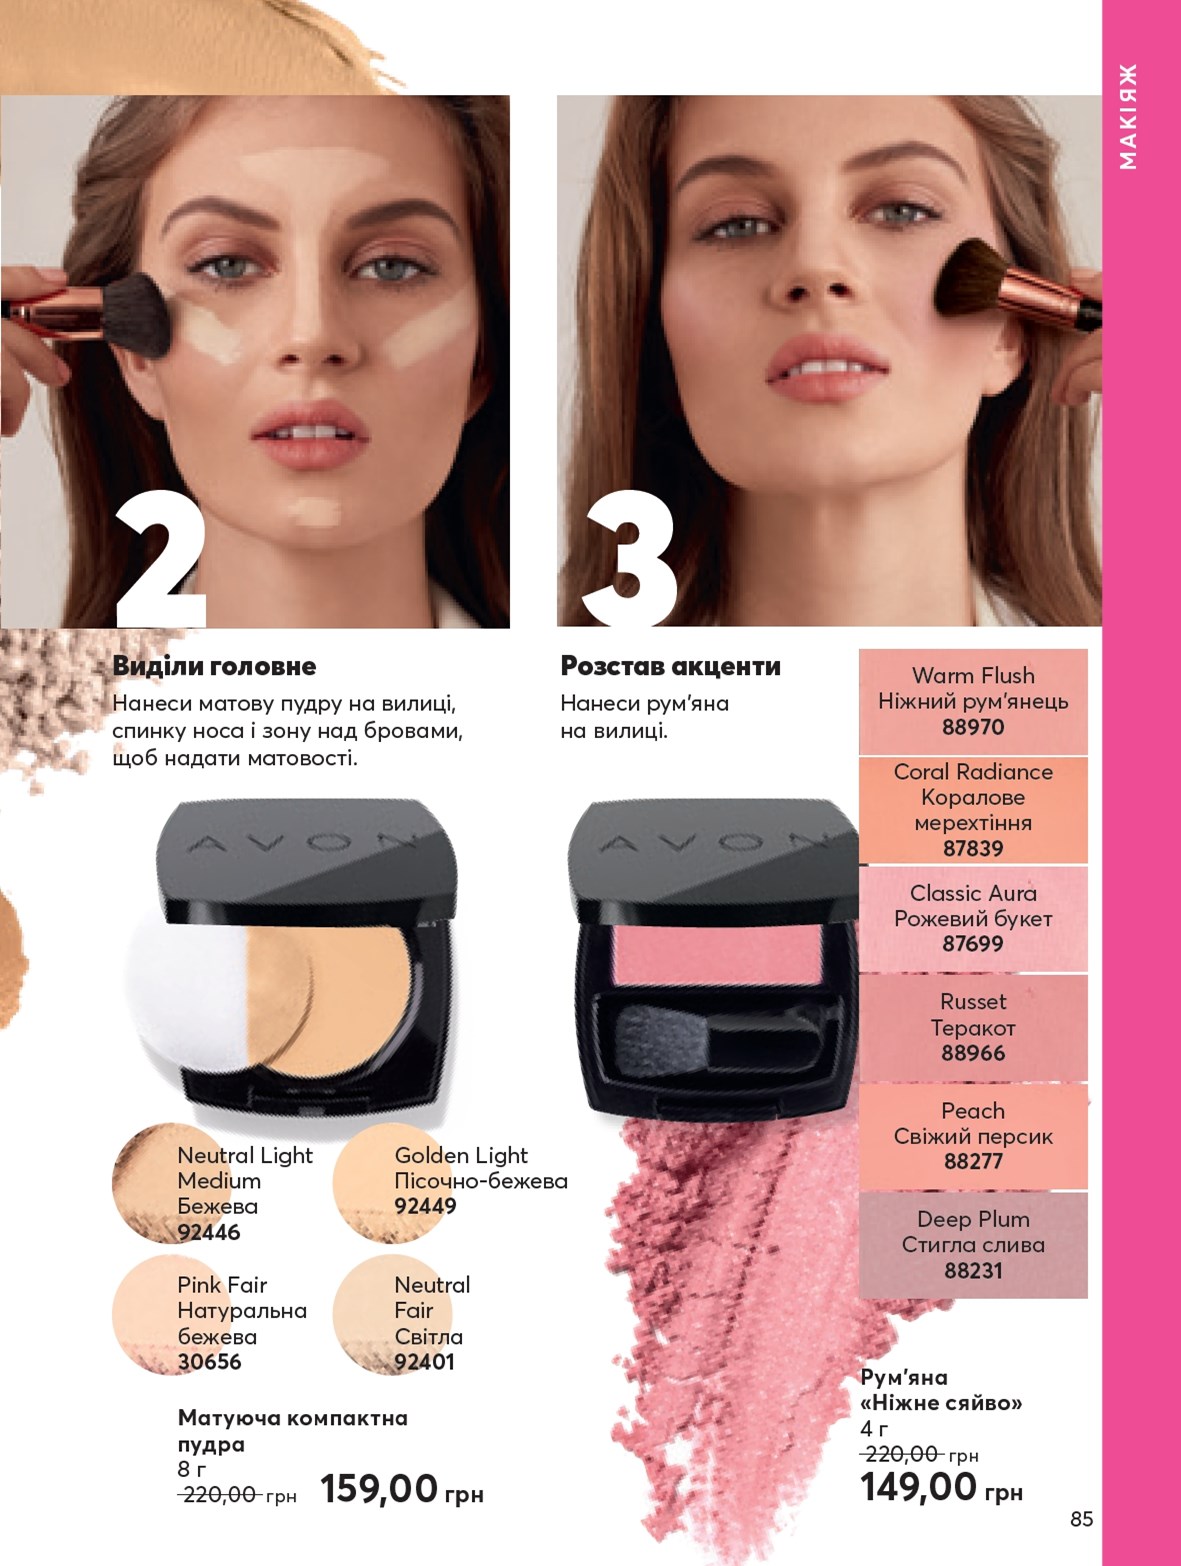 МАКІЯЖ
2
3
Виділи головне
Нанеси матову пудру на вилиці,
спинку носа і зону над бровами,
щоб надати матовості.
Розстав акценти
Нанеси рум’яна
на вилиці.
Warm Flush
Ніжний рум’янець
88970
Coral Radiance
Коралове
мерехтіння
87839
Classic Aura
Рожевий букет
87699
Russet
Теракот
88966
Peach
Свіжий персик
88277
Deep Plum
Стигла слива
88231
AVON
AVON
Neutral Light
Medium
Бежева
92446
Golden Light
Пісочно-бежева
92449
Pink Fair
Натуральна
бежева
30656
Neutral
Fair
Світла
92401
Матуюча компактна
пудра
8 г
220,00 грн 159,00 грн
Рум’яна
«Ніжне сяйво»
4 г
220,00 грн
149,00 грн
85